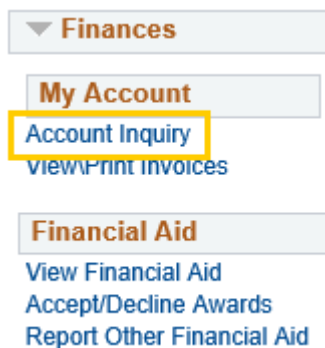 Finances
My Account
Account Inquiry
View\Print Invoices
Financial Aid
View Financial Aid
Accept/Decline Awards
Report Other Financial Aid